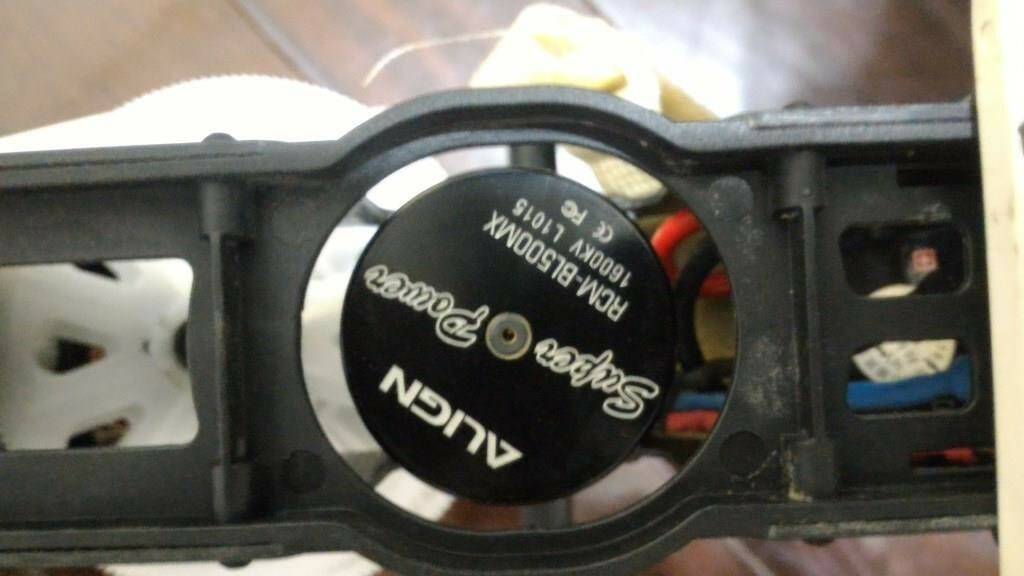 ALIGN
Super Power
RCM-BL500MX
1600KV L1015
CE FC